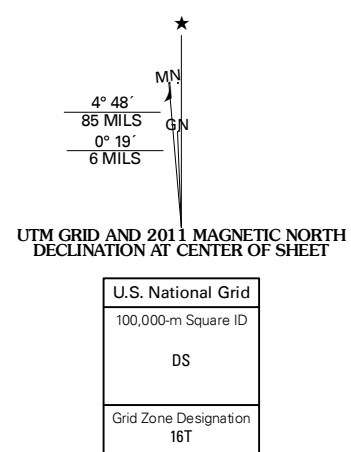 ★
MN
4° 48´
85 MILS
GN
0° 19´
6 MILS
UTM GRID AND 2011 MAGNETIC NORTH
DECLINATION AT CENTER OF SHEET
U.S. National Grid
100,000-m Square ID
DS
Grid Zone Designation
16T